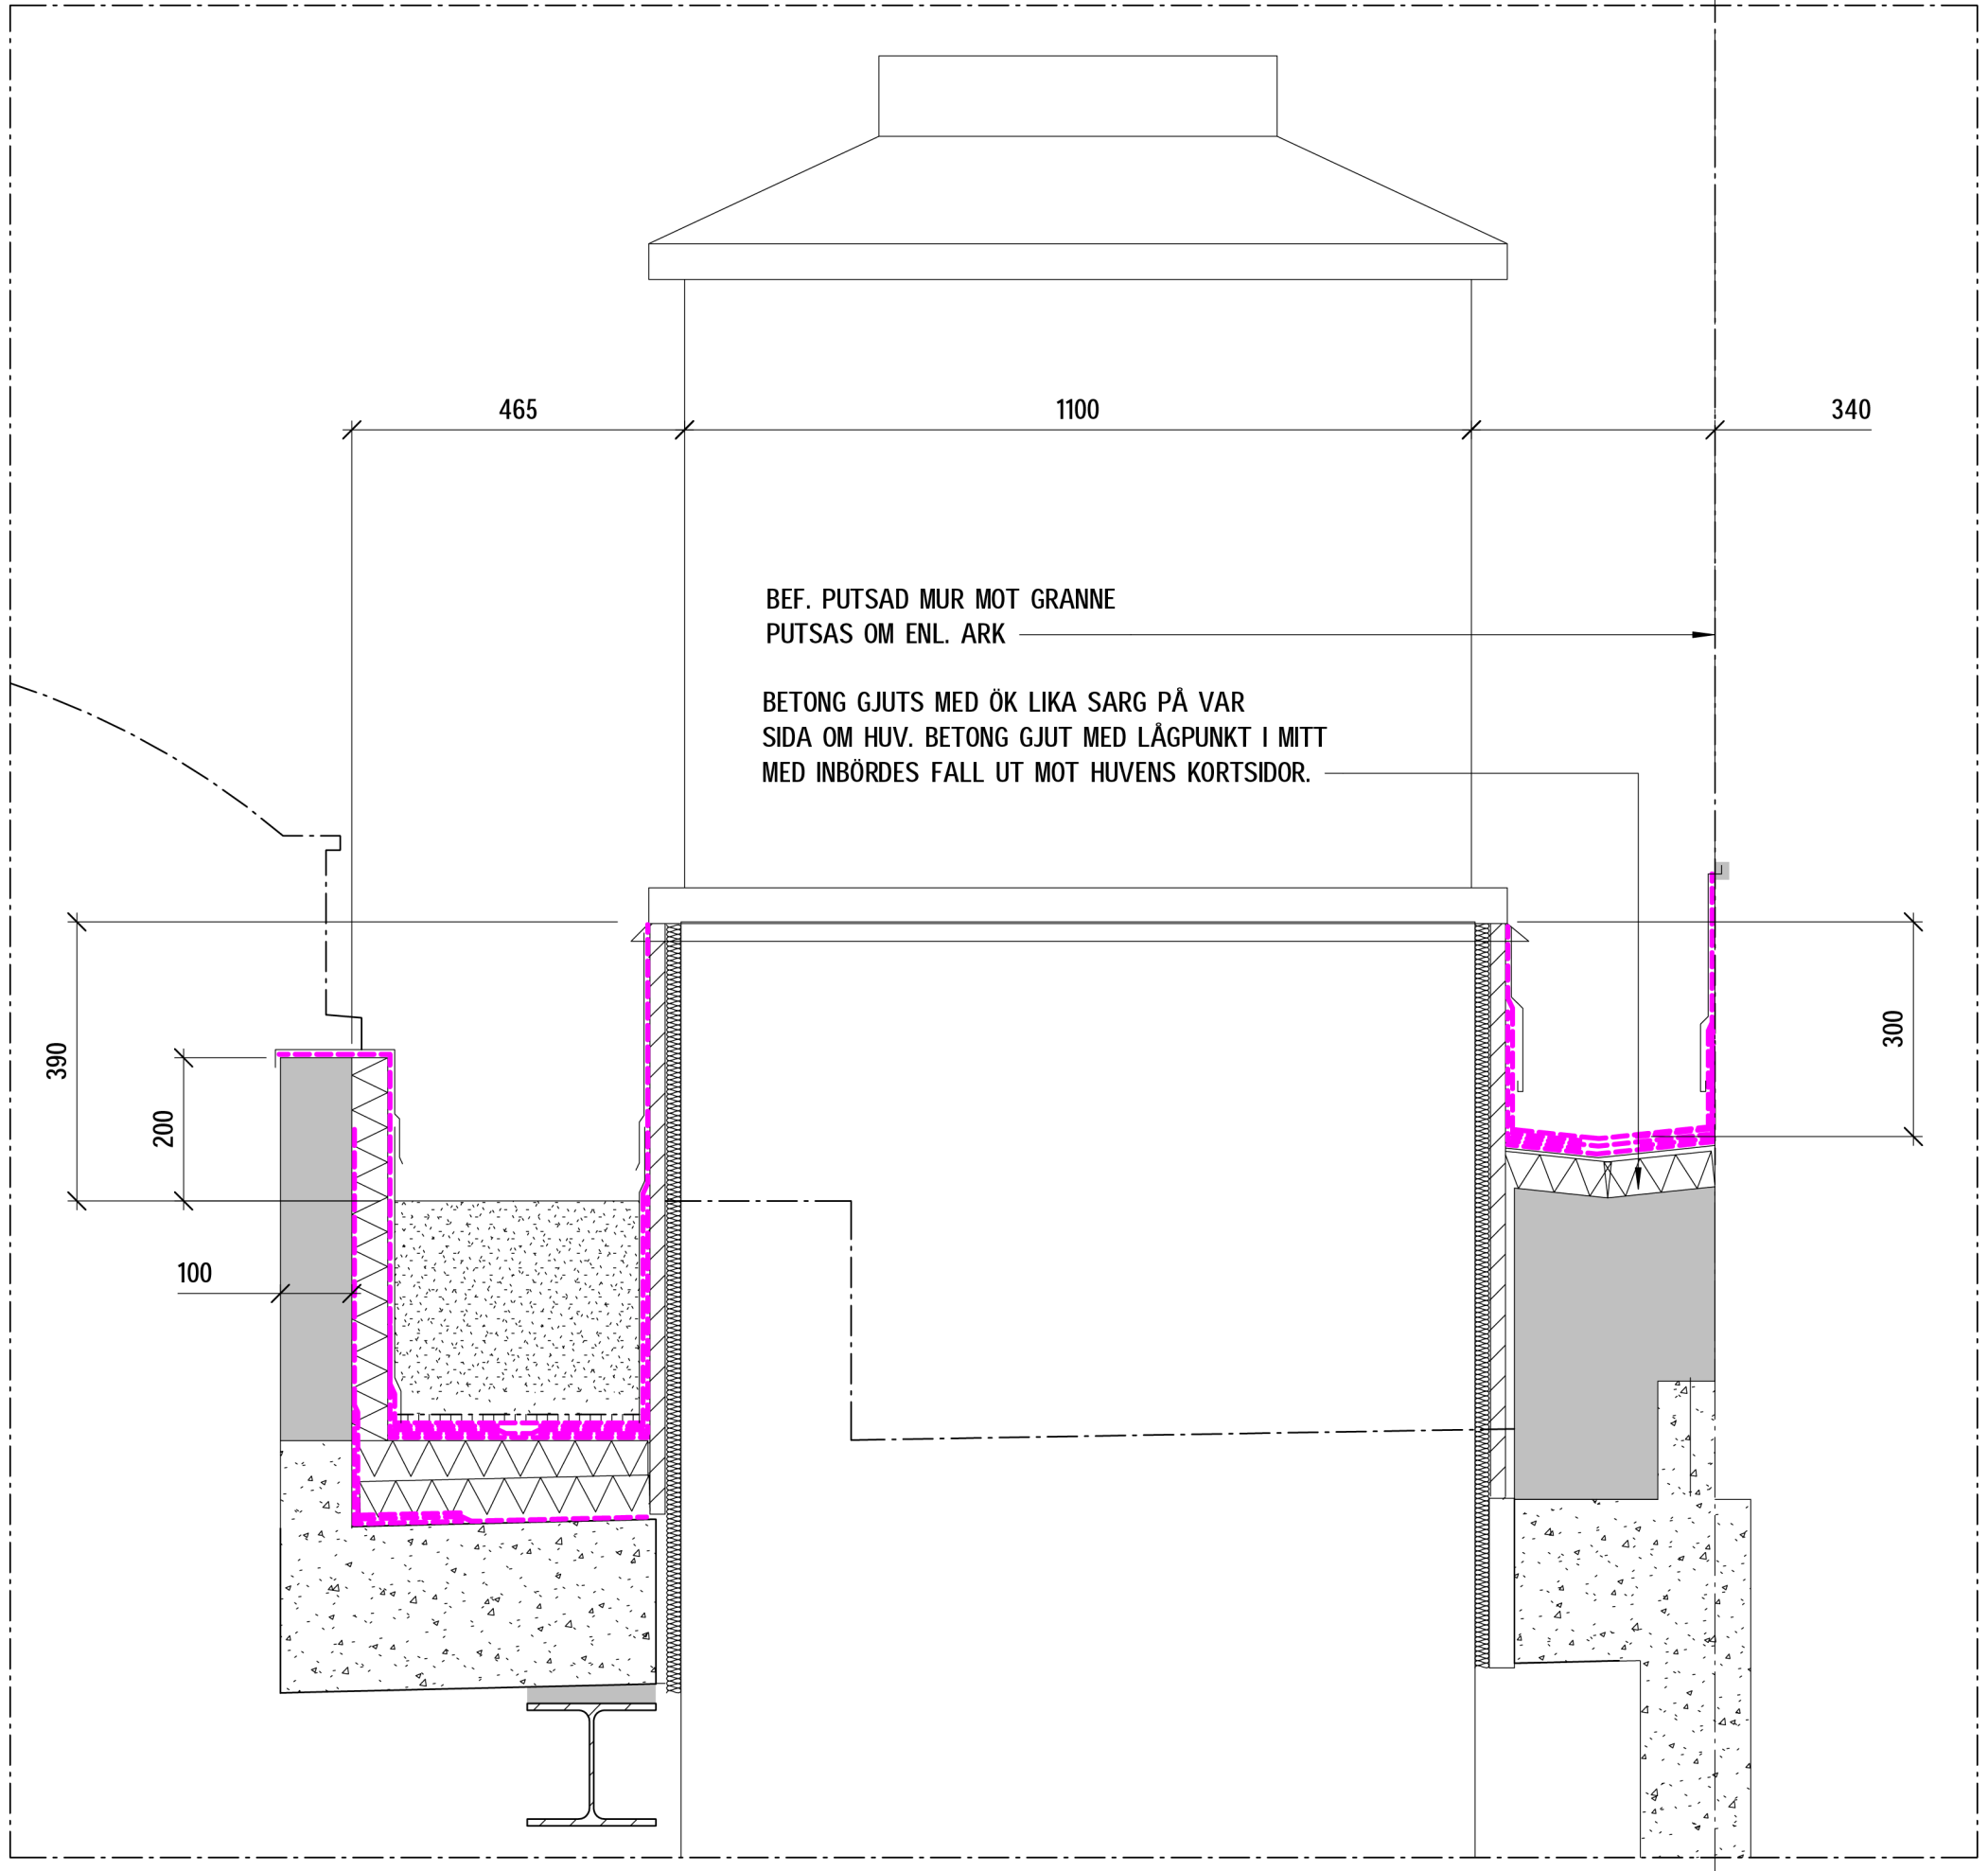 465
1100
340
BEF. PUTSAD MUR MOT GRANNE
PUTSAS OM ENL. ARK
BETONG GJUTS MED ÖK LIKA SARG PÅ VAR
SIDA OM HUV. BETONG GJUT MED LÅGPUNKT I MITT
MED INBÖRDES FALL UT MOT HUVENS KORTSIDOR.
390
200
300
100